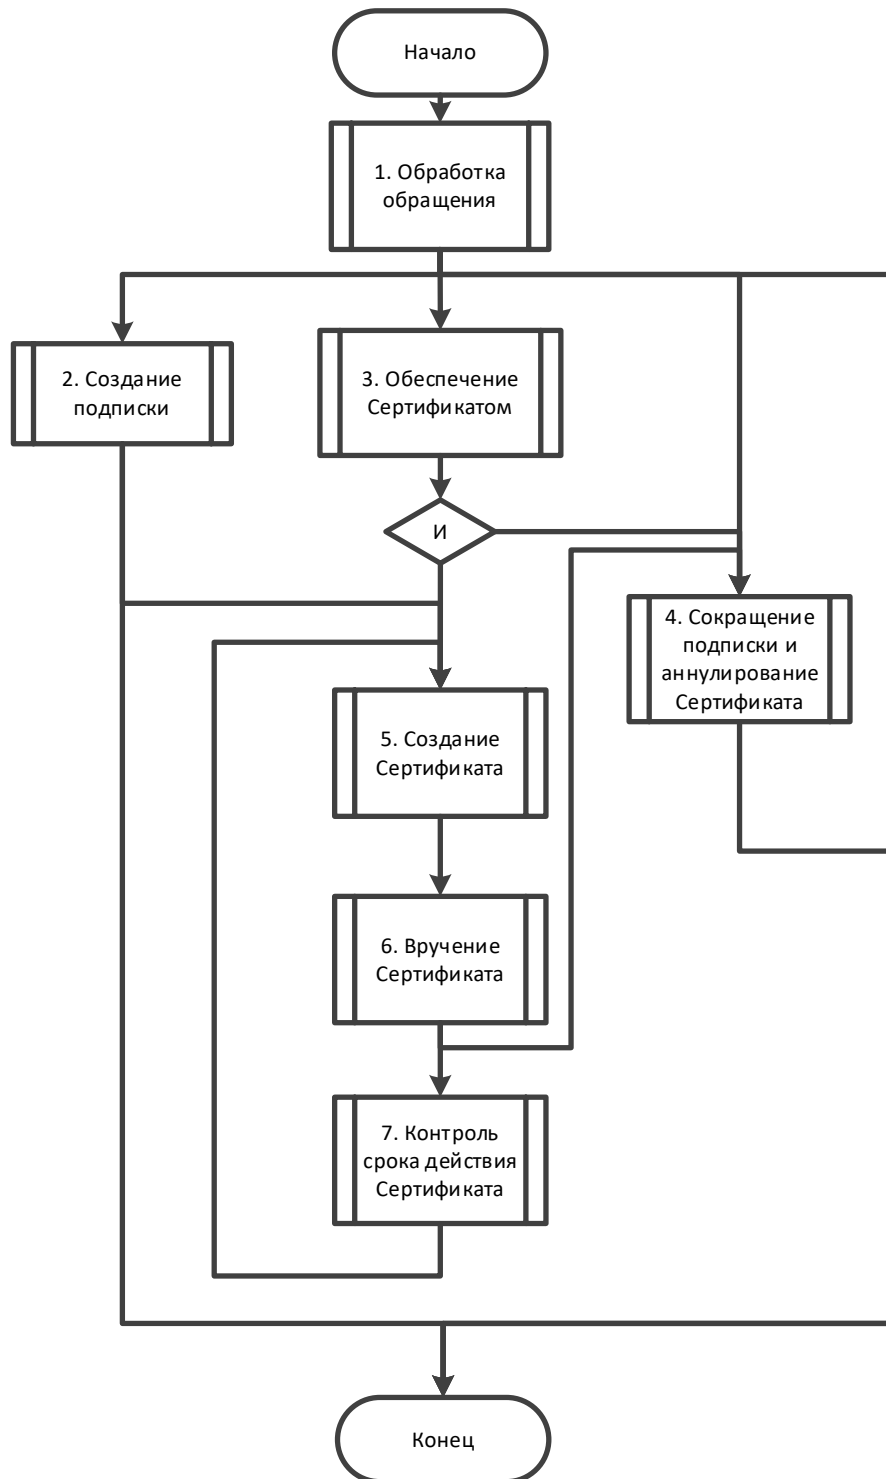 Начало
1. Обработка
обращения
2. Создание
подписки
3. Обеспечение
Сертификатом
И
4. Сокращение
подписки и
аннулирование
Сертификата
5. Создание
Сертификата
6. Вручение
Сертификата
7. Контроль
срока действия
Сертификата
Конец